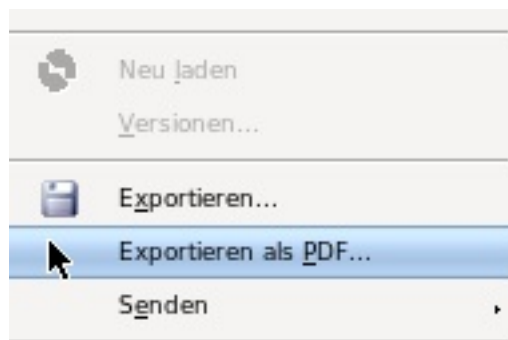 Neu laden
Versionen...
Exportieren...
Exportieren als PDF...
Senden